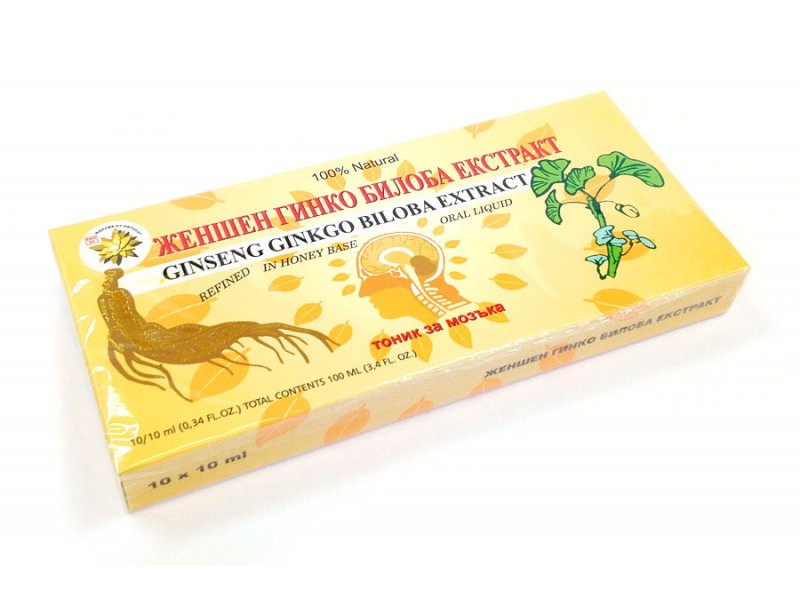 100% Natural
ЖЕНШЕН ГИНКО БИЛОБА ЕКСТРАКТ
GINSENG GINKGO BILOBA EXTRACT
REFINED IN HONEY BASE ORAL LIQUID
тоник за мозъка
10/10 ml (0,34 FL.OZ.) TOTAL CONTENTS 100 ML (3,4 FL. OZ.)
10 x 10 ml
ЖЕНШЕН ГИНКО БИЛОБА ЕКСТРАКТ